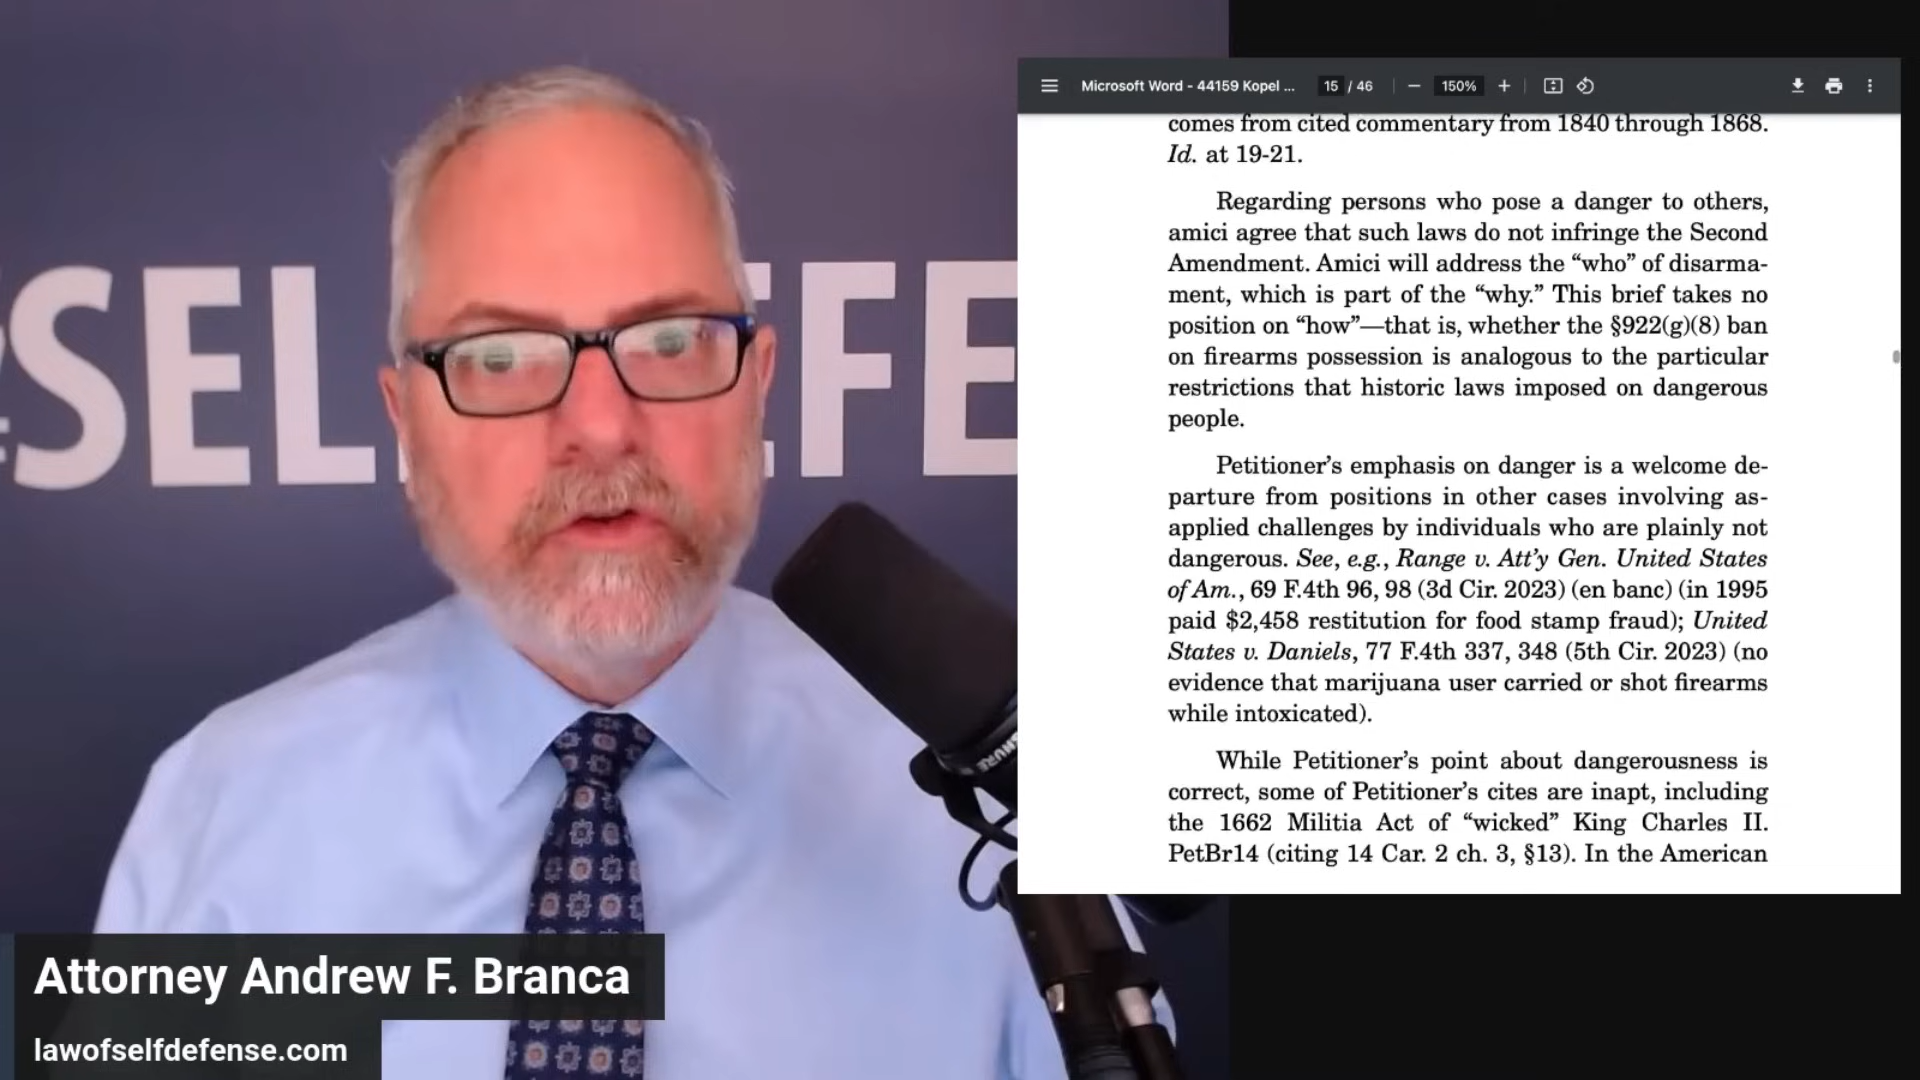 #SEL
EFE
SHURE
Attorney Andrew F. Branca
lawofselfdefense.com
Microsoft Word - 44159 Kopel ...
15 / 46
150%
comes from cited commentary from 1840 through 1868.
Id. at 19-21.
Regarding persons who pose a danger to others,
amici agree that such laws do not infringe the Second
Amendment. Amici will address the “who” of disarma-
ment, which is part of the “why.” This brief takes no
position on “how”—that is, whether the §922(g)(8) ban
on firearms possession is analogous to the particular
restrictions that historic laws imposed on dangerous
people.
Petitioner’s emphasis on danger is a welcome de-
parture from positions in other cases involving as-
applied challenges by individuals who are plainly not
dangerous. See, e.g., Range v. Att’y Gen. United States
of Am., 69 F.4th 96, 98 (3d Cir. 2023) (en banc) (in 1995
paid $2,458 restitution for food stamp fraud); United
States v. Daniels, 77 F.4th 337, 348 (5th Cir. 2023) (no
evidence that marijuana user carried or shot firearms
while intoxicated).
While Petitioner’s point about dangerousness is
correct, some of Petitioner’s cites are inapt, including
the 1662 Militia Act of “wicked” King Charles II.
PetBr14 (citing 14 Car. 2 ch. 3, §13). In the American